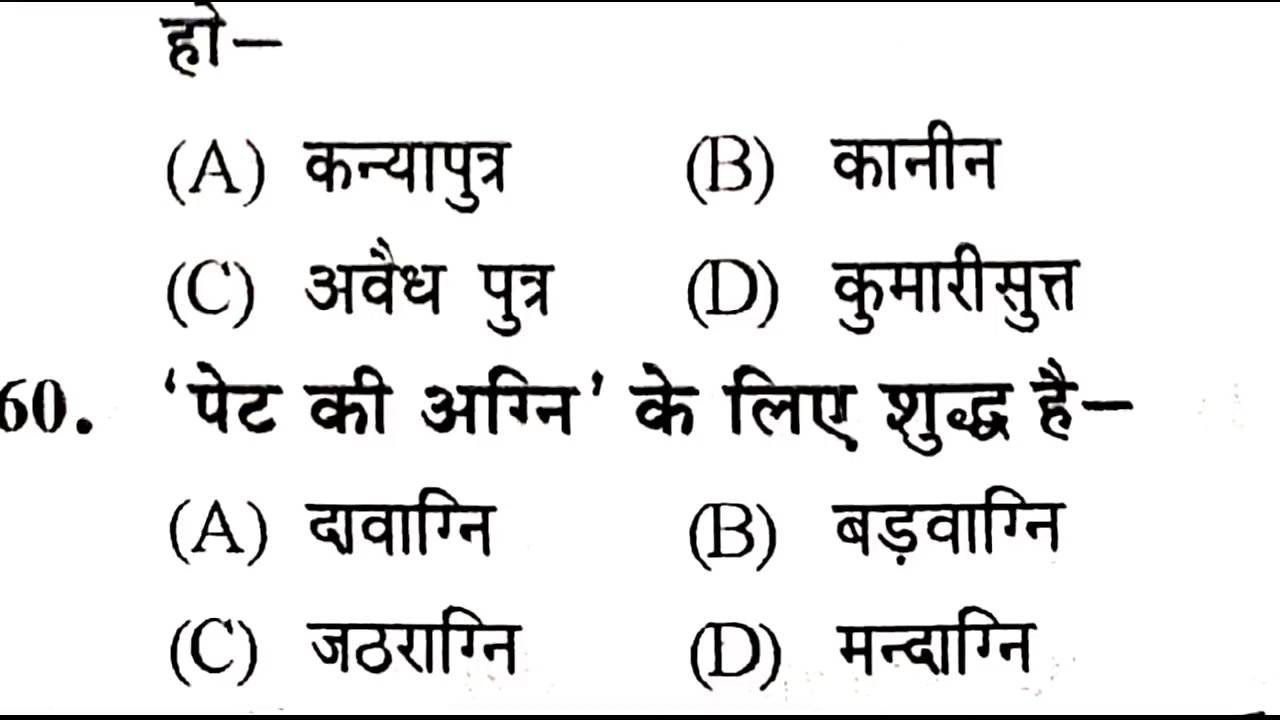 हो–
(A) कन्यापुत्र (B) कानीन
(C) अवैध पुत्र (D) कुमारीसुत्त
60. ‘पेट की अग्नि’ के लिए शुद्ध है–
(A) दावाग्नि (B) बड़वाग्नि
(C) जठराग्नि (D) मन्दाग्नि